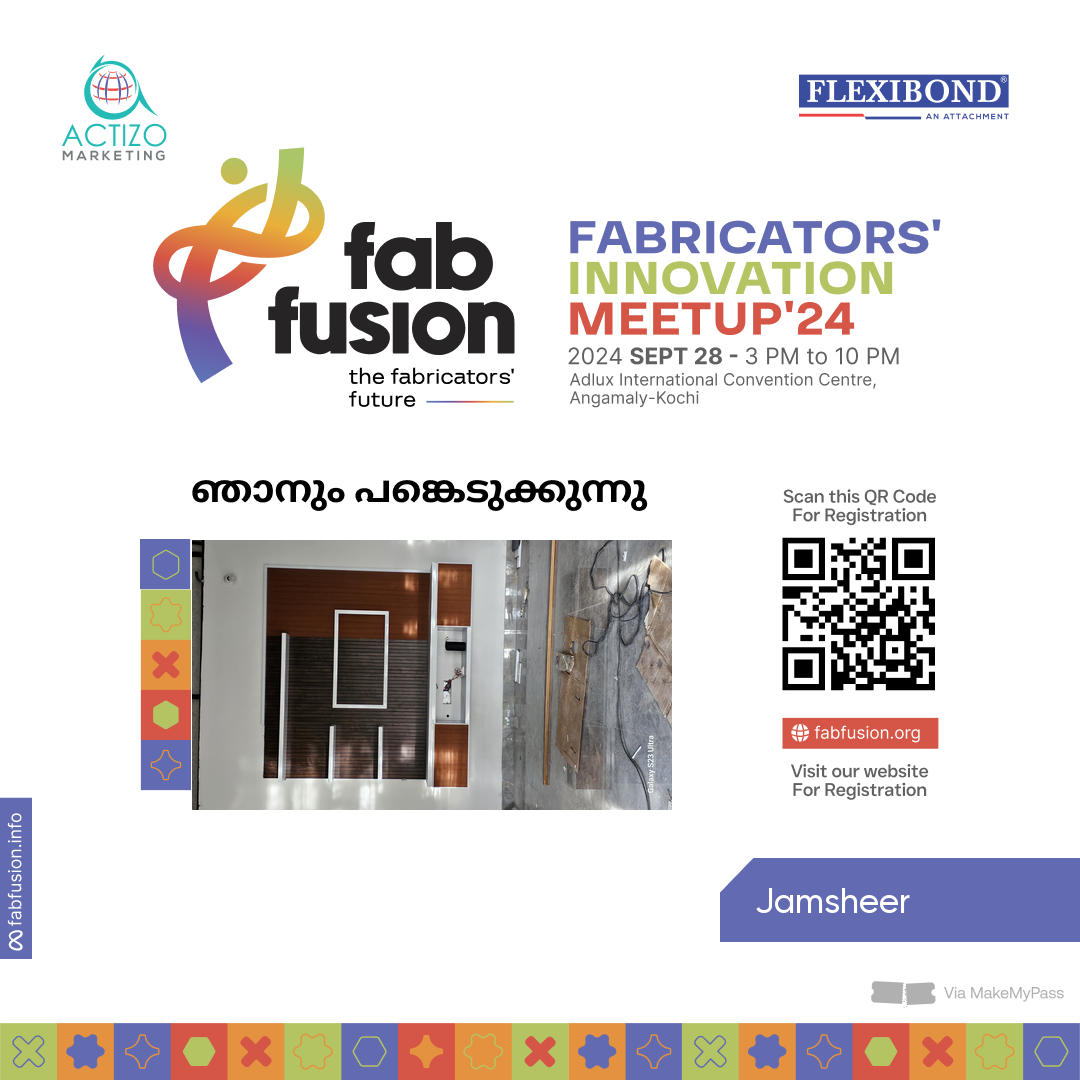 ACTIZO
MARKETING
FLEXIBOND®
AN ATTACHMENT
fab
fusion
the fabricators'
future
FABRICATORS'
INNOVATION
MEETUP'24
2024 SEPT 28 - 3 PM to 10 PM
Adlux International Convention Centre,
Angamaly-Kochi
ഞാനും പങ്കെടുക്കുന്നു
Scan this QR Code
For Registration
Galaxy S23 Ultra
fabfusion.org
Visit our website
For Registration
fabfusion.info
Jamsheer
Via MakeMyPass